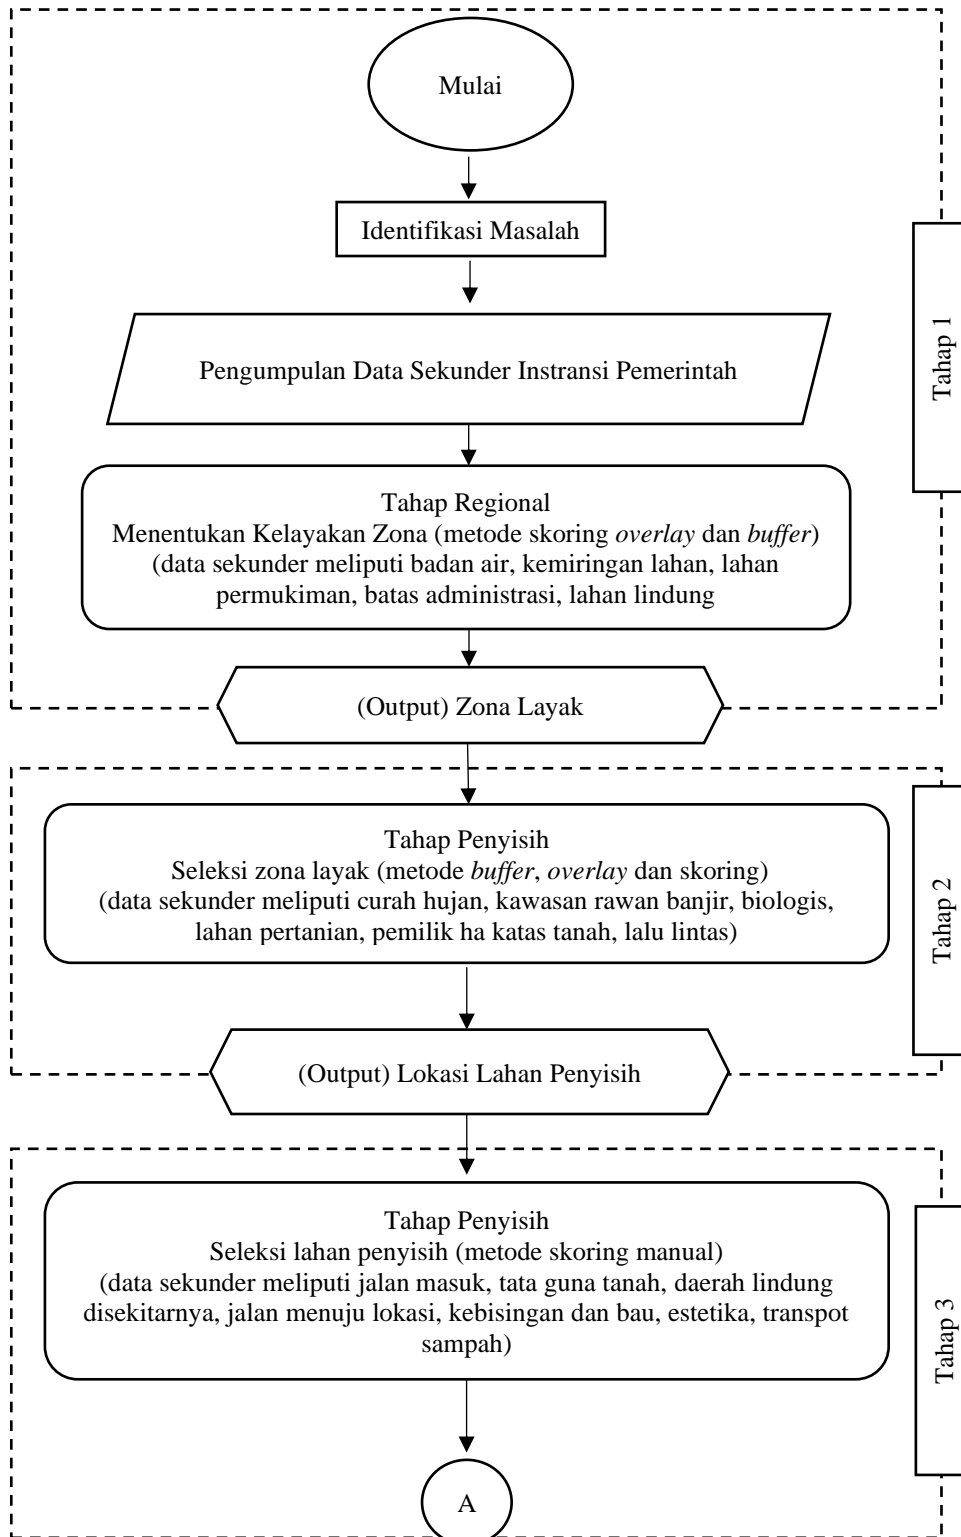 Mulai
Identifikasi Masalah
Tahap 1
Pengumpulan Data Sekunder Instransi Pemerintah
Tahap Regional
Menentukan Kelayakan Zona (metode skoring overlay dan buffer)
(data sekunder meliputi badan air, kemiringan lahan, lahan
permukiman, batas administrasi, lahan lindung
(Output) Zona Layak
Tahap Penyisih
Seleksi zona layak (metode buffer, overlay dan skoring)
(data sekunder meliputi curah hujan, kawasan rawan banjir, biologis,
lahan pertanian, pemilik ha katas tanah, lalu lintas)
Tahap 2
(Output) Lokasi Lahan Penyisih
Tahap Penyisih
Seleksi lahan penyisih (metode skoring manual)
(data sekunder meliputi jalan masuk, tata guna tanah, daerah lindung
disekitarnya, jalan menuju lokasi, kebisingan dan bau, estetika, transpot
sampah)
Tahap 3
A